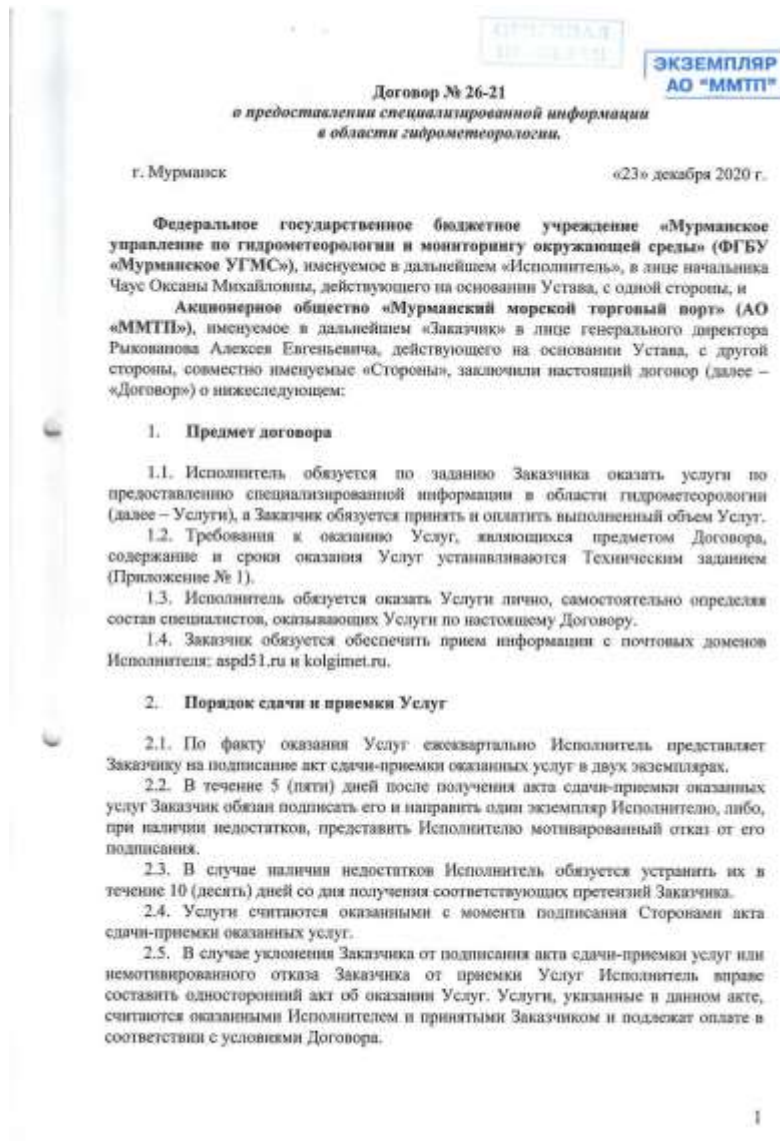 ЭКЗЕМПЛЯР
АО "ММТП"
Договор № 26-21
о предоставлении специализированной информации
в области гидрометеорологии.
г. Мурманск «23» декабря 2020 г.
Федеральное государственное бюджетное учреждение «Мурманское
управление по гидрометеорологии и мониторингу окружающей среды» (ФГБУ
«Мурманское УГМС»), именуемое в дальнейшем «Исполнитель», в лице начальника
Чаус Оксаны Михайловны, действующего на основании Устава, с одной стороны, и
Акционерное общество «Мурманский морской торговый порт» (АО
«ММТП»), именуемое в дальнейшем «Заказчик» в лице генерального директора
Рыкованова Алексея Евгеньевича, действующего на основании Устава, с другой
стороны, совместно именуемые «Стороны», заключили настоящий договор (далее –
«Договор») о нижеследующем:
1. Предмет договора
1.1. Исполнитель обязуется по заданию Заказчика оказать услуги по
предоставлению специализированной информации в области гидрометеорологии
(далее – Услуги), а Заказчик обязуется принять и оплатить выполненный объем Услуг.
1.2. Требования к оказанию Услуг, являющихся предметом Договора,
содержание и сроки оказания Услуг устанавливаются Техническим заданием
(Приложение № 1).
1.3. Исполнитель обязуется оказать Услуги лично, самостоятельно определяя
состав специалистов, оказывающих Услуги по настоящему Договору.
1.4. Заказчик обязуется обеспечить прием информации с почтовых доменов
Исполнителя: aspd51.ru и kolgimet.ru.
2. Порядок сдачи и приемки Услуг
2.1. По факту оказания Услуг ежеквартально Исполнитель представляет
Заказчику на подписание акт сдачи-приемки оказанных услуг в двух экземплярах.
2.2. В течение 5 (пяти) дней после получения акта сдачи-приемки оказанных
услуг Заказчик обязан подписать его и направить один экземпляр Исполнителю, либо,
при наличии недостатков, представить Исполнителю мотивированный отказ от его
подписания.
2.3. В случае наличия недостатков Исполнитель обязуется устранить их в
течение 10 (десять) дней со дня получения соответствующих претензий Заказчика.
2.4. Услуги считаются оказанными с момента подписания Сторонами акта
сдачи-приемки оказанных услуг.
2.5. В случае уклонения Заказчика от подписания акта сдачи-приемки услуг или
немотивированного отказа Заказчика от приемки Услуг Исполнитель вправе
составить односторонний акт об оказании Услуг. Услуги, указанные в данном акте,
считаются оказанными Исполнителем и принятыми Заказчиком и подлежат оплате в
соответствии с условиями Договора.
1